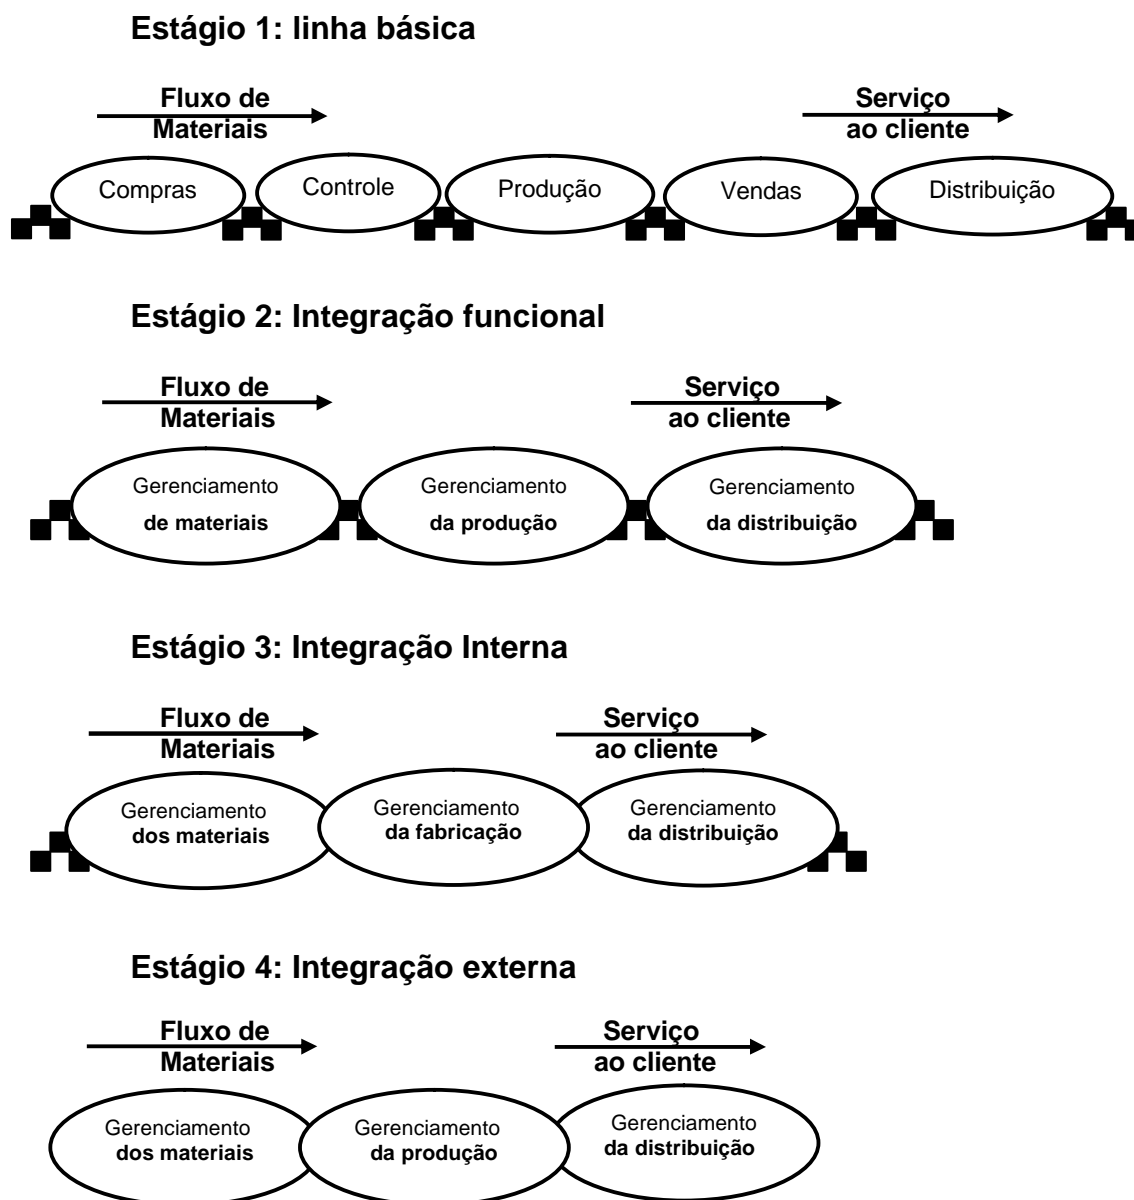 Estágio 1: linha básica
Fluxo de
Materiais
Serviço
ao cliente
Compras
Controle
Produção
Vendas
Distribuição
Estágio 2: Integração funcional
Fluxo de
Materiais
Serviço
ao cliente
Gerenciamento
de materiais
Gerenciamento
da produção
Gerenciamento
da distribuição
Estágio 3: Integração Interna
Fluxo de
Materiais
Serviço
ao cliente
Gerenciamento
dos materiais
Gerenciamento
da fabricação
Gerenciamento
da distribuição
Estágio 4: Integração externa
Fluxo de
Materiais
Serviço
ao cliente
Gerenciamento
dos materiais
Gerenciamento
da produção
Gerenciamento
da distribuição